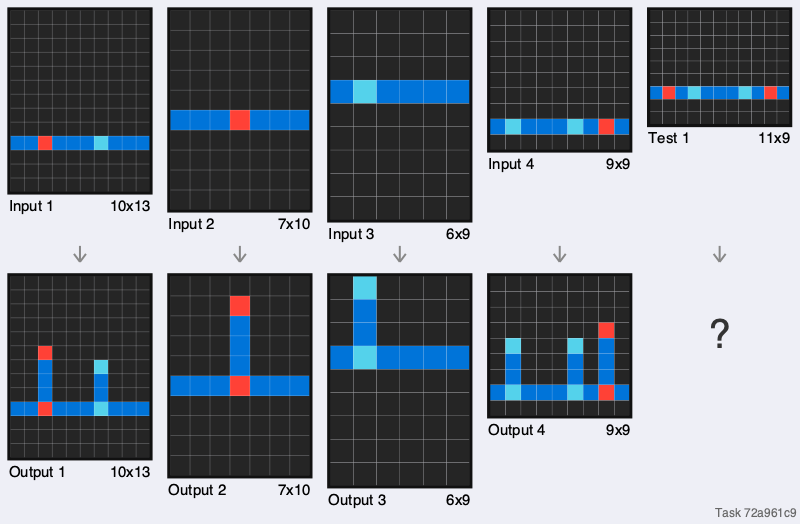 Input 1 10x13
Input 2 7x10
Input 3 6x9
Input 4 9x9
Test 1 11x9
?
Output 1 10x13
Output 2 7x10
Output 3 6x9
Output 4 9x9
Task 72a961c9